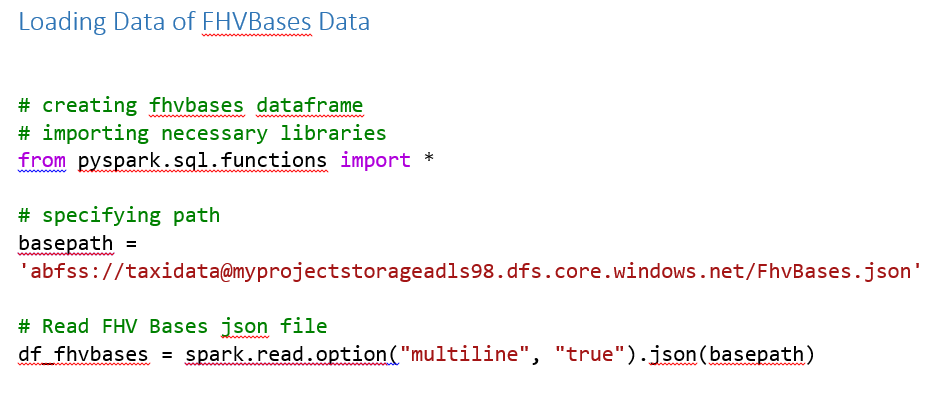 Loading Data of FHVBases Data
# creating fhvbases dataframe
# importing necessary libraries
from pyspark.sql.functions import *
# specifying path
basepath =
'abfss://taxidata@myprojectstorageadls98.dfs.core.windows.net/FhvBases.json'
# Read FHV Bases json file
df_fhvbases = spark.read.option("multiline", "true").json(basepath)